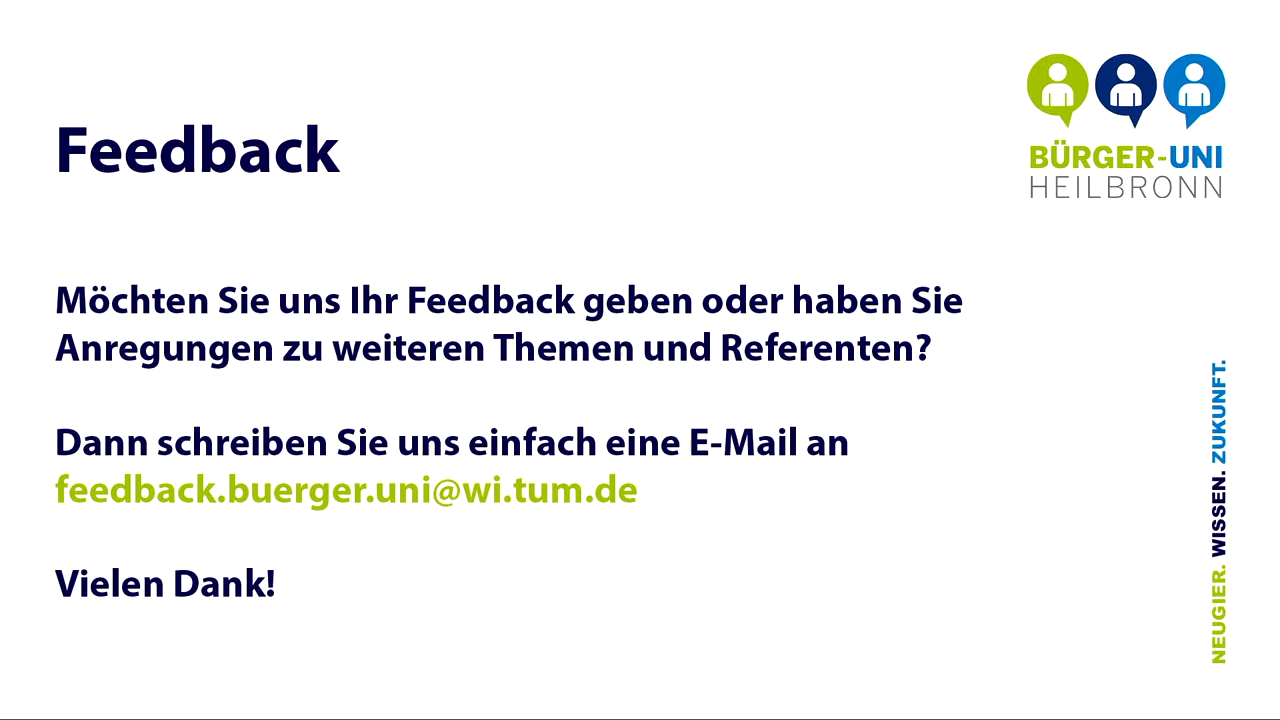 Feedback
BÜRGER-UNI
HEILBRONN
Möchten Sie uns Ihr Feedback geben oder haben Sie
Anregungen zu weiteren Themen und Referenten?
Dann schreiben Sie uns einfach eine E-Mail an
feedback.buerger.uni@wi.tum.de
Vielen Dank!
NEUGIER. WISSEN. ZUKUNFT.